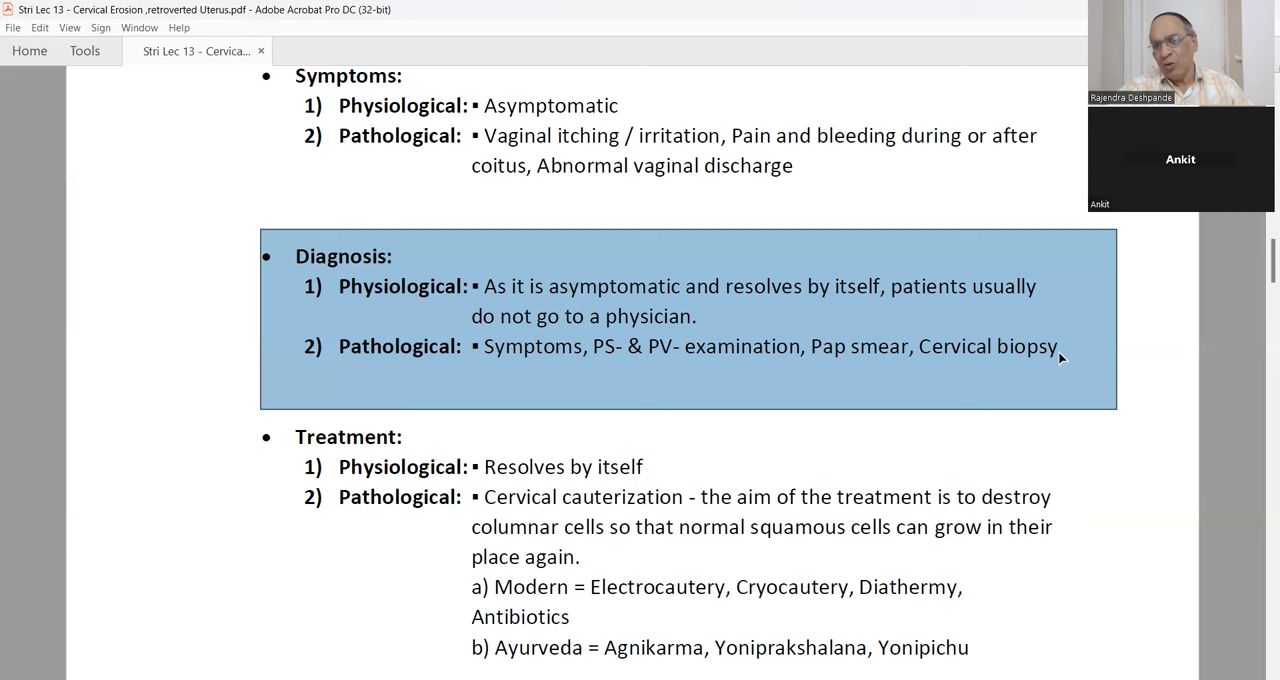 Stri Lec 13 - Cervical Erosion ,retroverted Uterus.pdf - Adobe Acrobat Pro DC (32-bit)
File Edit View Sign Window Help
Home Tools Stri Lec 13 - Cervica... ×
• Symptoms:
1) Physiological: ▪ Asymptomatic
2) Pathological: ▪ Vaginal itching / irritation, Pain and bleeding during or after
coitus, Abnormal vaginal discharge
• Diagnosis:
1) Physiological: ▪ As it is asymptomatic and resolves by itself, patients usually
do not go to a physician.
2) Pathological: ▪ Symptoms, PS- & PV- examination, Pap smear, Cervical biopsy
• Treatment:
1) Physiological: ▪ Resolves by itself
2) Pathological: ▪ Cervical cauterization - the aim of the treatment is to destroy
columnar cells so that normal squamous cells can grow in their
place again.
a) Modern = Electrocautery, Cryocautery, Diathermy,
Antibiotics
b) Ayurveda = Agnikarma, Yoniprakshalana, Yonipichu
Rajendra Deshpande
Ankit
Ankit